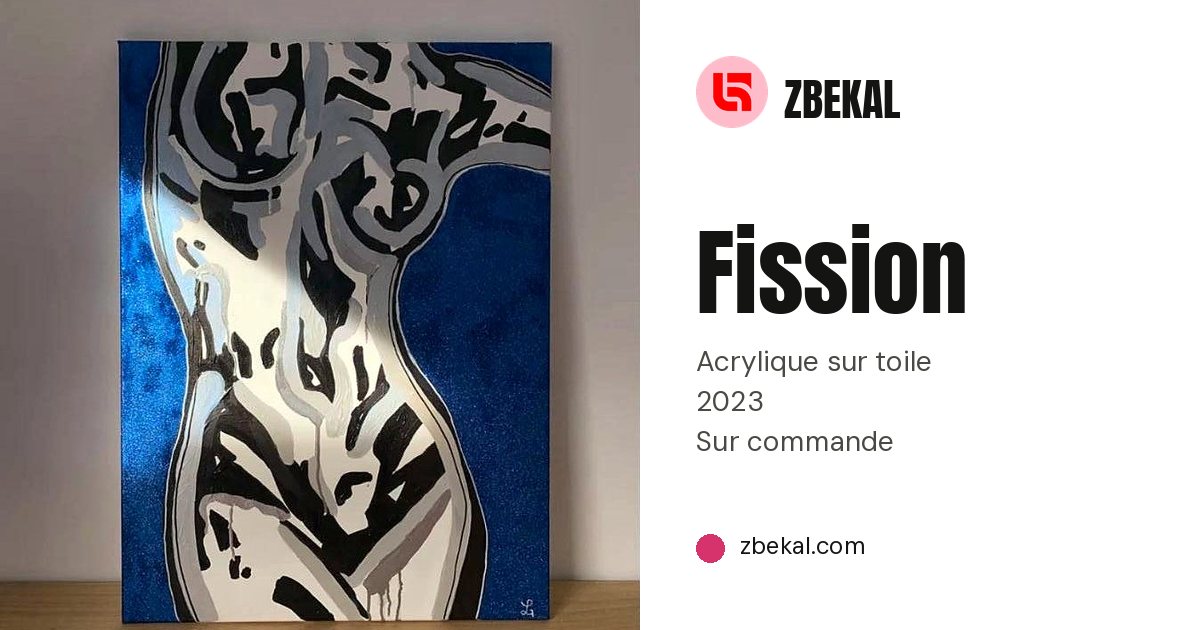 ZBEKAL
Fission
Acrylique sur toile
2023
Sur commande
zbekal.com